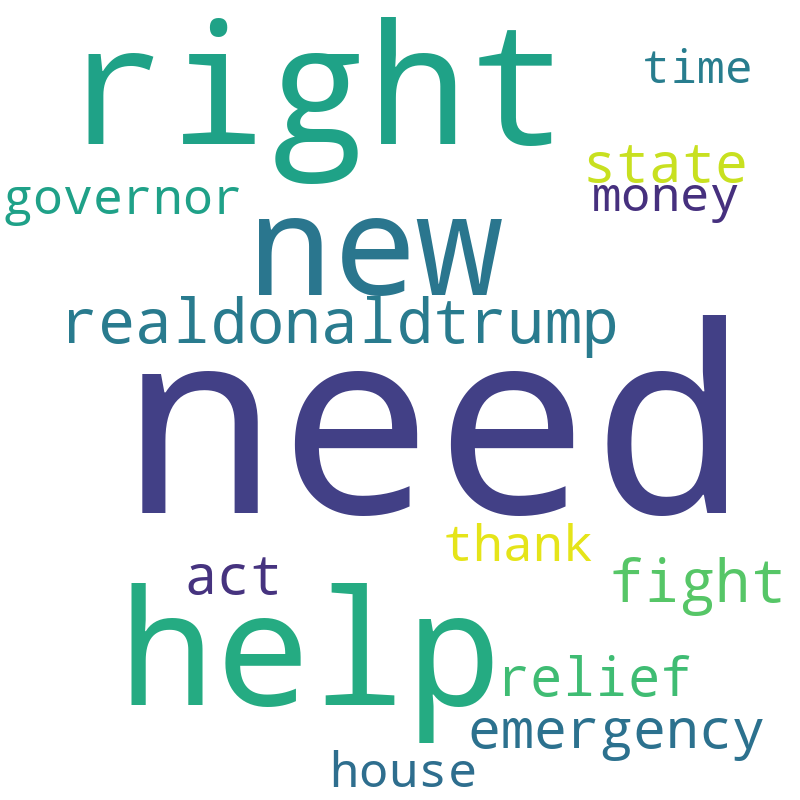 right
time
state
governor
money
new
realdonaldtrump
need
thank
act
fight
help
relief
emergency
house